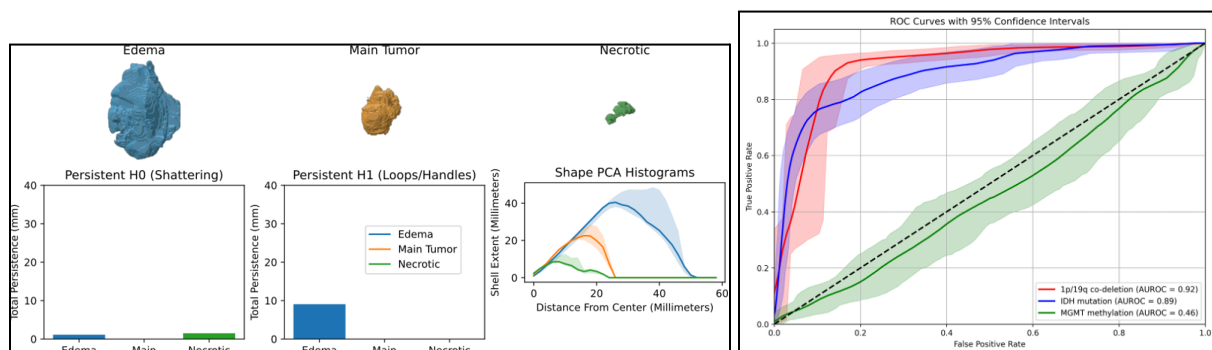 Edema
Main Tumor
Necrotic
Persistent H0 (Shattering)
Total Persistence (mm)
40
30
20
10
0
Edema
Main
Necrotic
Persistent H1 (Loops/Handles)
Total Persistence (mm)
40
30
20
10
0
Edema
Main Tumor
Necrotic
Edema
Main
Necrotic
Shape PCA Histograms
Shell Extent (Millimeters)
40
20
0
0
20
40
60
Distance From Center (Millimeters)
ROC Curves with 95% Confidence Intervals
True Positive Rate
1.0
0.8
0.6
0.4
0.2
0.0
1p/19q co-deletion (AUROC = 0.92)
IDH mutation (AUROC = 0.89)
MGMT methylation (AUROC = 0.46)
0.0
0.2
0.4
0.6
0.8
1.0
False Positive Rate